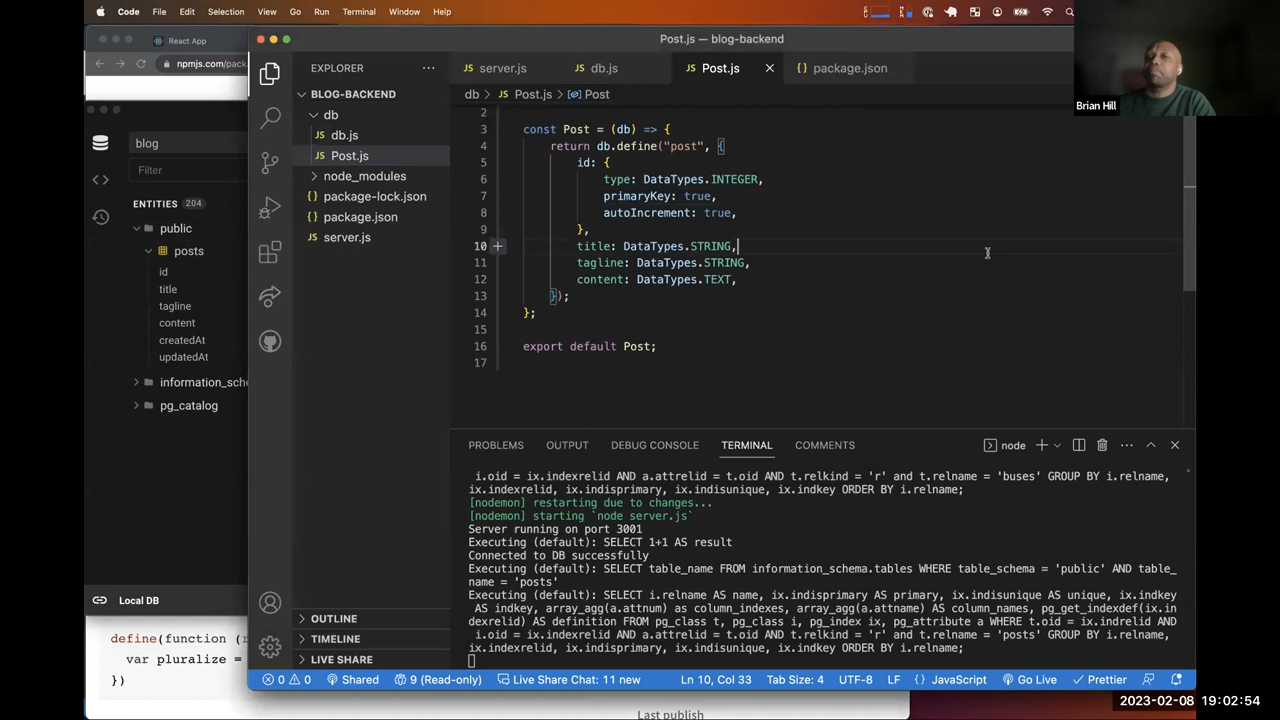 Code File Edit Selection View Go Run Terminal Window Help
React App
npmjs.com/pack
Post.js — blog-backend
Brian Hill
blog
Filter
ENTITIES 204
public
posts
id
title
tagline
content
createdAt
updatedAt
information_sche
pg_catalog
Local DB
define(function (r
var pluralize =
})
EXPLORER
BLOG-BACKEND
db
db.js
Post.js
node_modules
package-lock.json
package.json
server.js
OUTLINE
TIMELINE
LIVE SHARE
server.js db.js Post.js package.json
db > Post.js > Post
2
3 const Post = (db) => {
4 return db.define("post", {
5 id: {
6 type: DataTypes.INTEGER,
7 primaryKey: true,
8 autoIncrement: true,
9 },
10 title: DataTypes.STRING,
11 tagline: DataTypes.STRING,
12 content: DataTypes.TEXT,
13 });
14 };
15
16 export default Post;
17
PROBLEMS OUTPUT DEBUG CONSOLE TERMINAL COMMENTS node
i.oid = ix.indexrelid AND a.attrelid = t.oid AND t.relkind = 'r' and t.relname = 'buses' GROUP BY i.relname,
ix.indexrelid, ix.indisprimary, ix.indisunique, ix.indkey ORDER BY i.relname;
[nodemon] restarting due to changes...
[nodemon] starting `node server.js`
Server running on port 3001
Executing (default): SELECT 1+1 AS result
Connected to DB successfully
Executing (default): SELECT table_name FROM information_schema.tables WHERE table_schema = 'public' AND table_
name = 'posts'
Executing (default): SELECT i.relname AS name, ix.indisprimary AS primary, ix.indisunique AS unique, ix.indkey
AS indkey, array_agg(a.attnum) as column_indexes, array_agg(a.attname) AS column_names, pg_get_indexdef(ix.in
dexrelid) AS definition FROM pg_class t, pg_class i, pg_index ix, pg_attribute a WHERE t.oid = ix.indrelid AND
i.oid = ix.indexrelid AND a.attrelid = t.oid AND t.relkind = 'r' and t.relname = 'posts' GROUP BY i.relname,
ix.indexrelid, ix.indisprimary, ix.indisunique, ix.indkey ORDER BY i.relname;
0 0 Shared 9 (Read-only) Live Share Chat: 11 new Ln 10, Col 33 Tab Size: 4 UTF-8 LF {} JavaScript Go Live Prettier
2023-02-08 19:02:54
Last publish